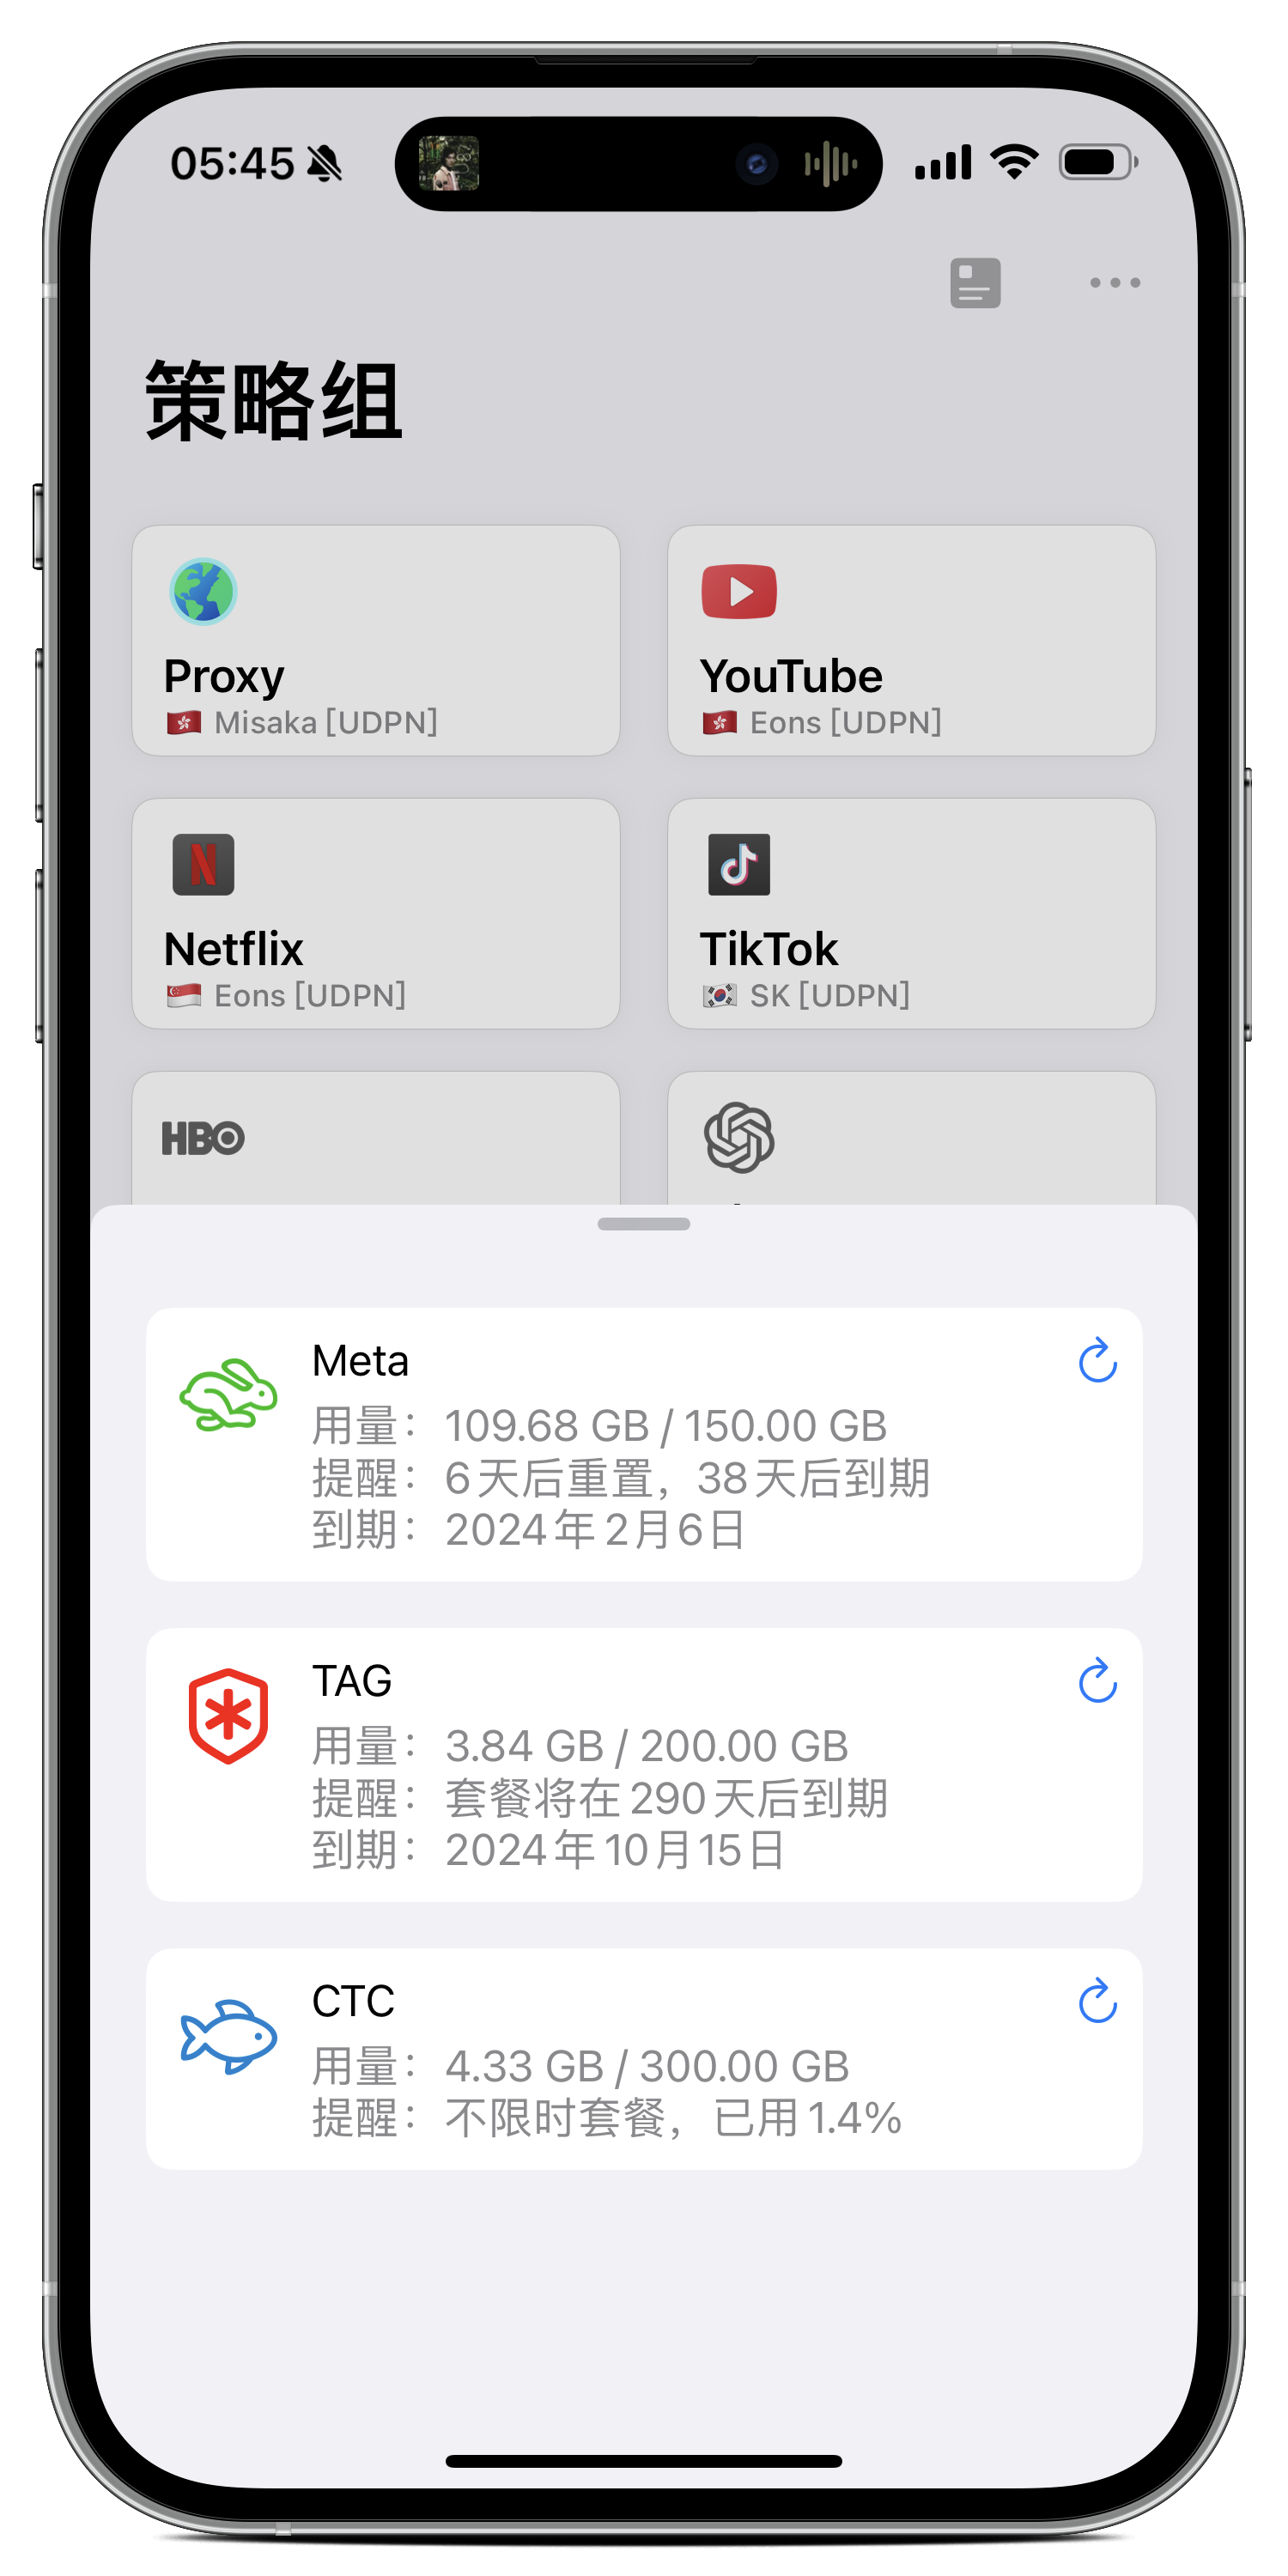 05:45
策略组
Proxy
Misaka [UDPN]
YouTube
Eons [UDPN]
N
Netflix
Eons [UDPN]
TikTok
SK [UDPN]
HBO
Meta
用量：109.68 GB / 150.00 GB
提醒：6天后重置，38天后到期
到期：2024年2月6日
TAG
用量：3.84 GB / 200.00 GB
提醒：套餐将在290天后到期
到期：2024年10月15日
CTC
用量：4.33 GB / 300.00 GB
提醒：不限时套餐，已用1.4%